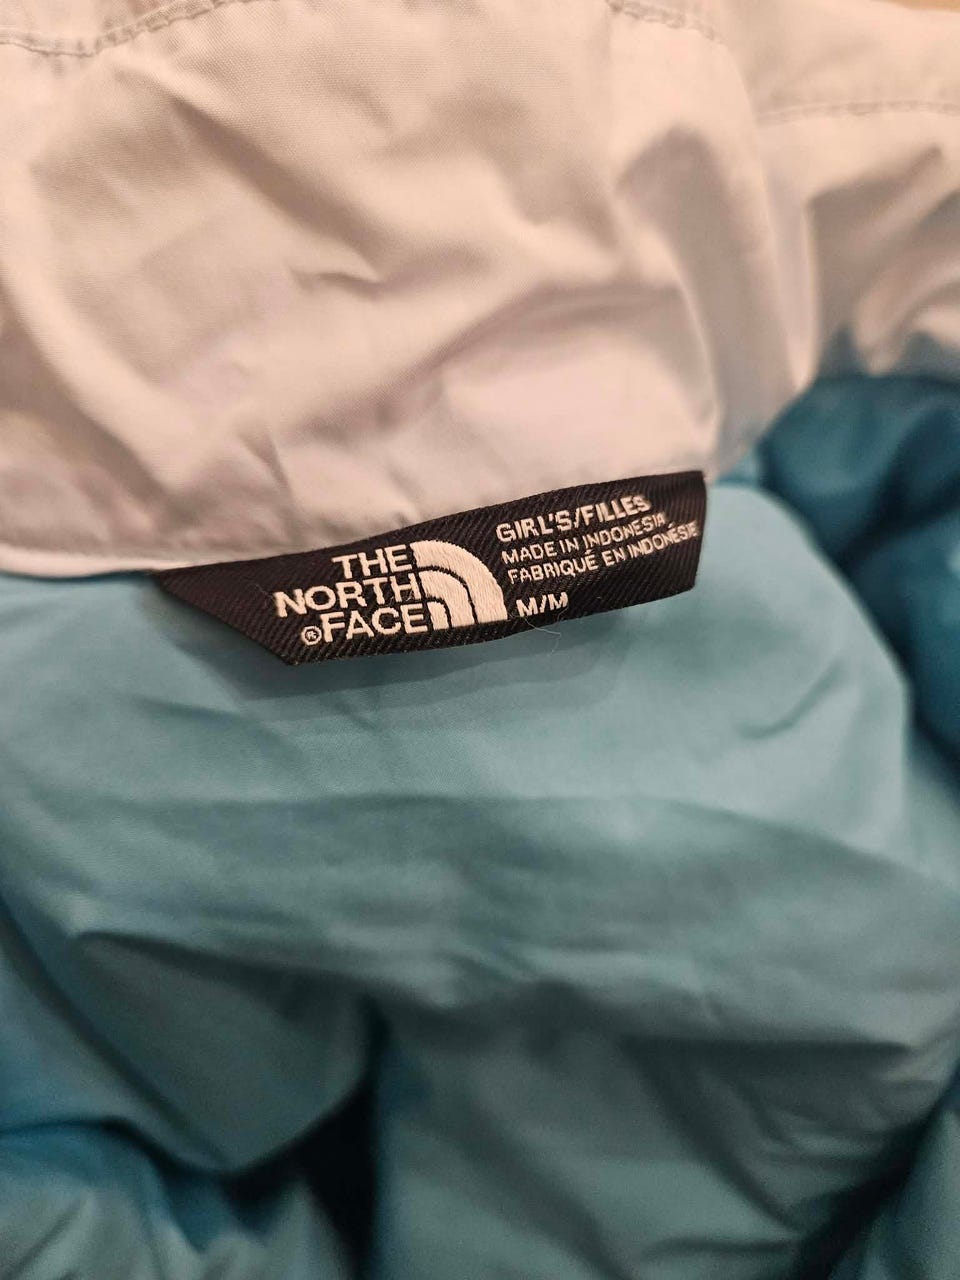 THE
NORTH
®FACE
GIRL'S/FILLES
MADE IN INDONESIA
FABRIQUÉ EN INDONÉSIE
M/M